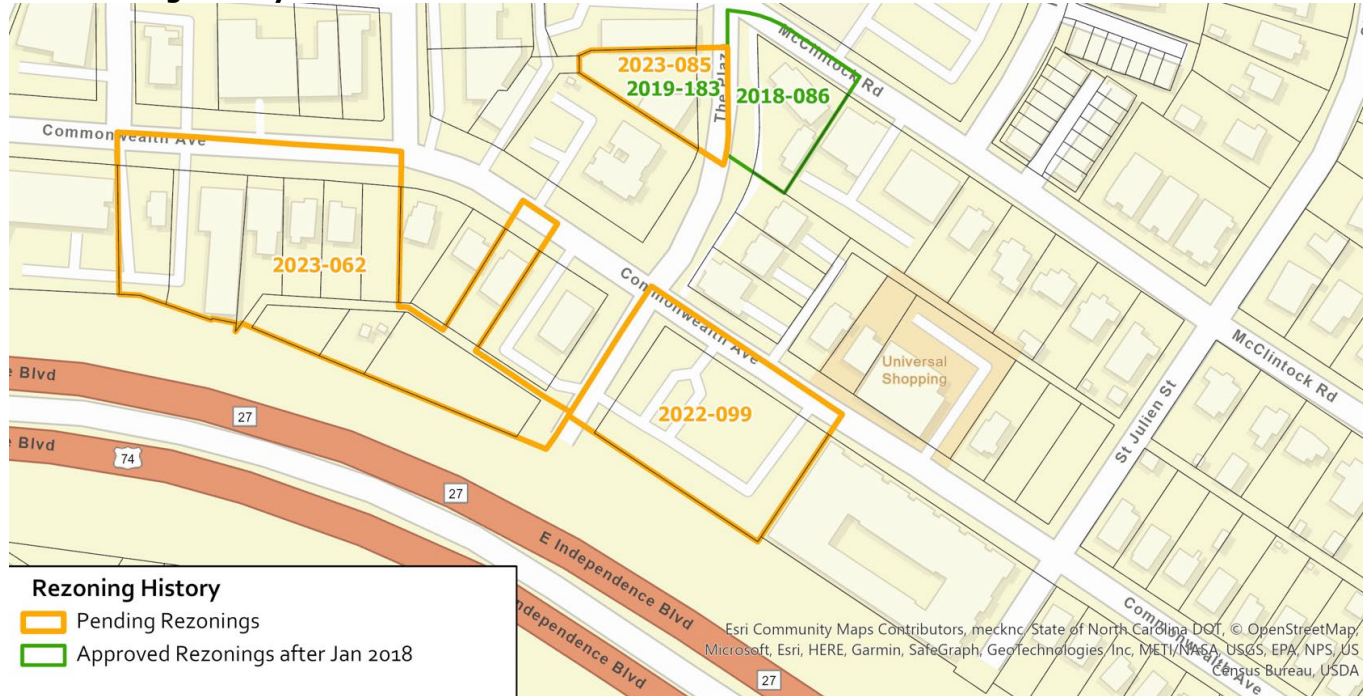 2023-085
2019-183
2018-086
McClintock Rd
The Plaz
Commonwealth Ave
2023-062
Commonwealth Ave
Universal
Shopping
McClintock Rd
St Julien St
2022-099
Blvd
27
Blvd
74
27
E Independence Blvd
Independence Blvd
27
Commonwealth Ave
Rezoning History
Pending Rezonings
Approved Rezonings after Jan 2018
Esri Community Maps Contributors, mecknc, State of North Carolina DOT, © OpenStreetMap,
Microsoft, Esri, HERE, Garmin, SafeGraph, GeoTechnologies, Inc, METI/NASA, USGS, EPA, NPS, US
Census Bureau, USDA